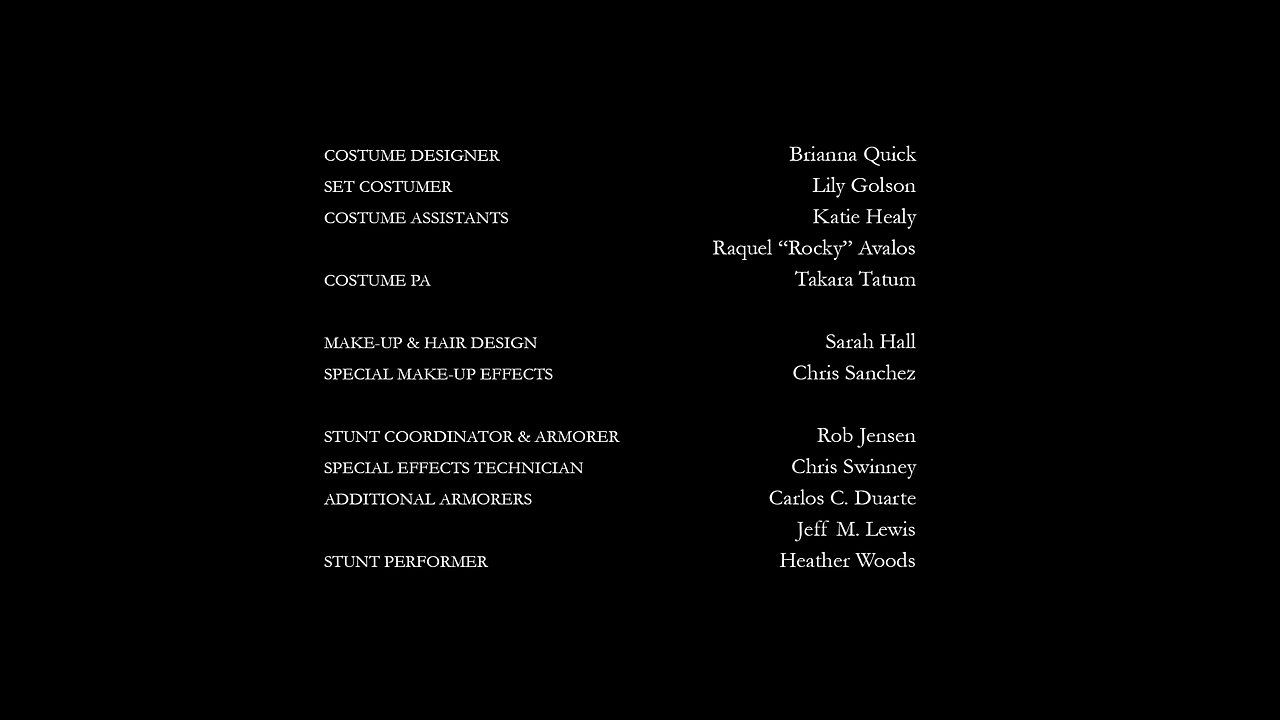 COSTUME DESIGNER Brianna Quick
SET COSTUMER Lily Golson
COSTUME ASSISTANTS Katie Healy
Raquel “Rocky” Avalos
COSTUME PA Takara Tatum
MAKE-UP & HAIR DESIGN Sarah Hall
SPECIAL MAKE-UP EFFECTS Chris Sanchez
STUNT COORDINATOR & ARMORER Rob Jensen
SPECIAL EFFECTS TECHNICIAN Chris Swinney
ADDITIONAL ARMORERS Carlos C. Duarte
Jeff M. Lewis
STUNT PERFORMER Heather Woods